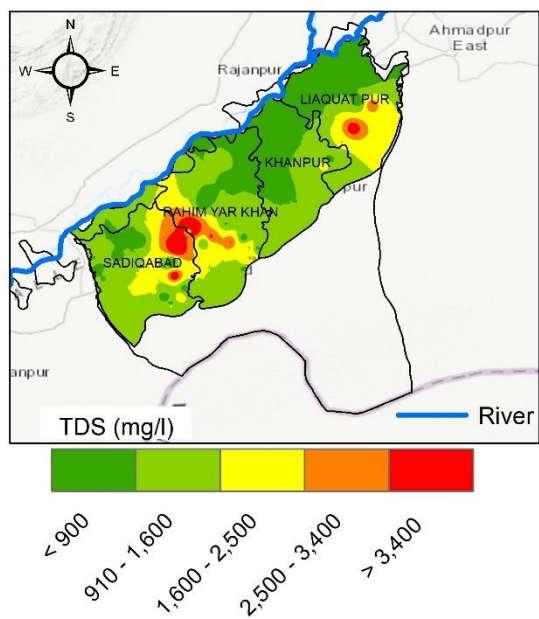 N
W E
S
Ahmadpur
East
Rajanpur
LIAQUAT PUR
KHANPUR
pur
RAHIM YAR KHAN
SADIQABAD
anpur
TDS (mg/l)
River
< 900
910 - 1,600
1,600 - 2,500
2,500 - 3,400
> 3,400